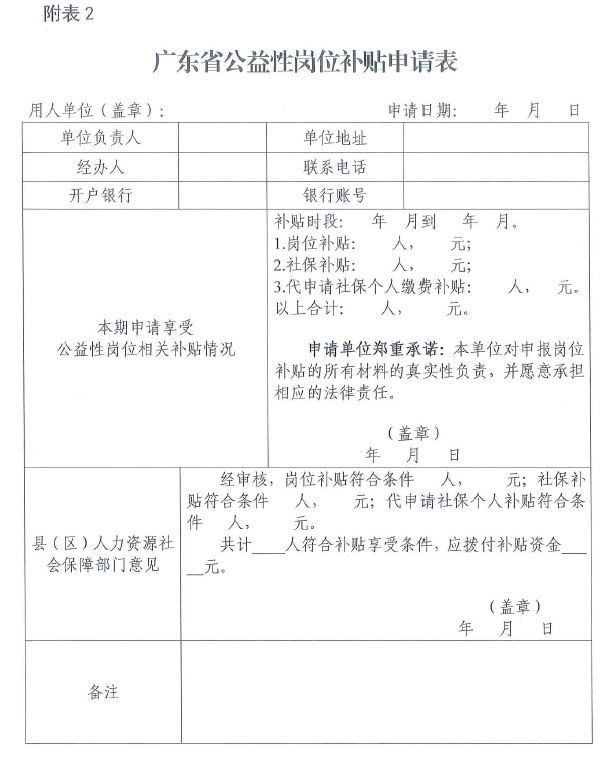 附表2
广东省公益性岗位补贴申请表
用人单位（盖章）： 申请日期： 年 月 日
单位负责人 单位地址
经办人 联系电话
开户银行 银行账号
本期申请享受
公益性岗位相关补贴情况
补贴时段： 年 月到 年 月。
1.岗位补贴： 人， 元；
2.社保补贴： 人， 元；
3.代申请社保个人缴费补贴： 人， 元。
以上合计： 人， 元。
申请单位郑重承诺：本单位对申报岗位
补贴的所有材料的真实性负责，并愿意承担
相应的法律责任。
（盖章）
年 月 日
县（区）人力资源社
会保障部门意见
经审核，岗位补贴符合条件 人， 元；社保补
贴符合条件 人， 元；代申请社保个人补贴符合条
件 人， 元。
共计____人符合补贴享受条件，应拨付补贴资金___
__元。
（盖章）
年 月 日
备注